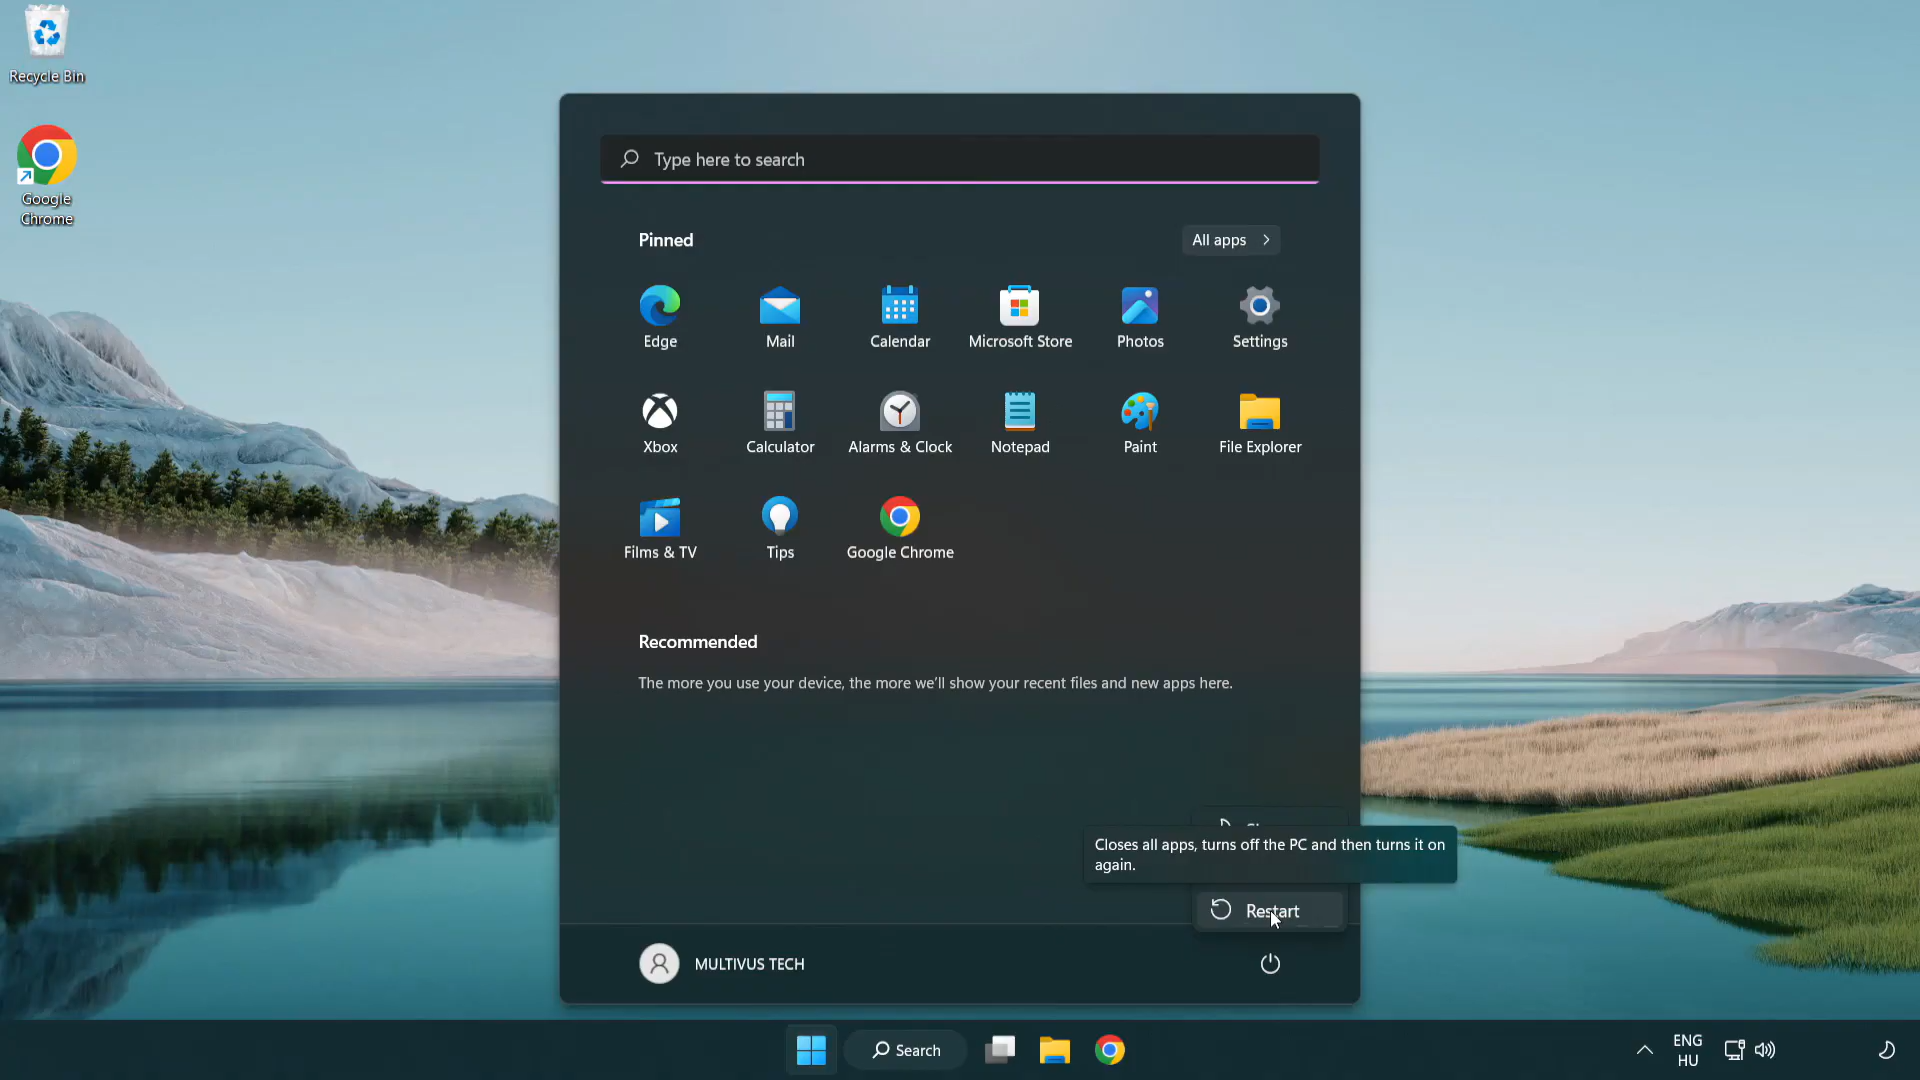 Recycle Bin
Google
Chrome
Type here to search
Pinned
All apps
Edge
Mail
Calendar
Microsoft Store
Photos
Settings
Xbox
Calculator
Alarms & Clock
Notepad
Paint
File Explorer
Films & TV
Tips
Google Chrome
Recommended
The more you use your device, the more we'll show your recent files and new apps here.
Closes all apps, turns off the PC and then turns it on
again.
Restart
MULTIVUS TECH
Search
ENG
HU